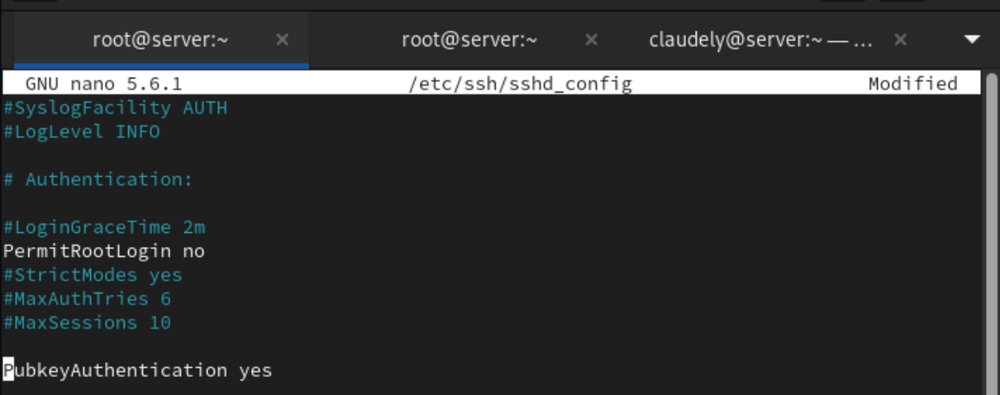 root@server:~ × root@server:~ × claudely@server:~ — ... ×
GNU nano 5.6.1 /etc/ssh/sshd_config Modified
#SyslogFacility AUTH
#LogLevel INFO
# Authentication:
#LoginGraceTime 2m
PermitRootLogin no
#StrictModes yes
#MaxAuthTries 6
#MaxSessions 10
PubkeyAuthentication yes